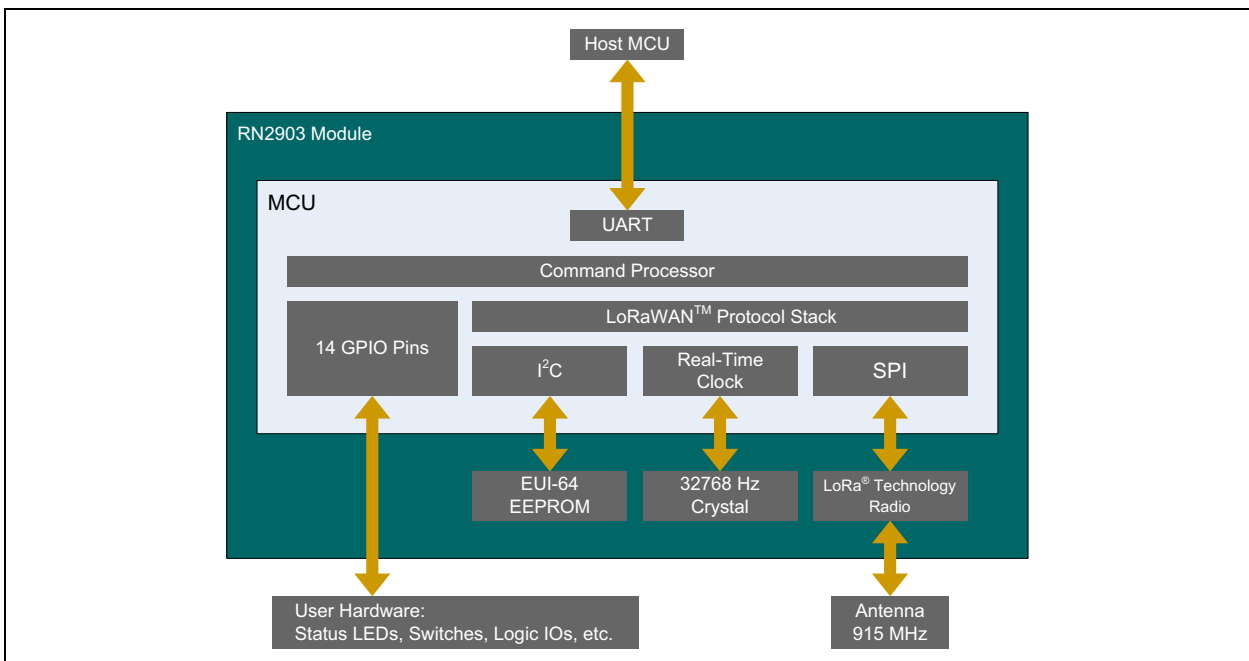 Host MCU
RN2903 Module
MCU
UART
Command Processor
14 GPIO Pins
LoRaWAN™ Protocol Stack
I²C
Real-Time
Clock
SPI
EUI-64
EEPROM
32768 Hz
Crystal
LoRa® Technology
Radio
User Hardware:
Status LEDs, Switches, Logic IOs, etc.
Antenna
915 MHz